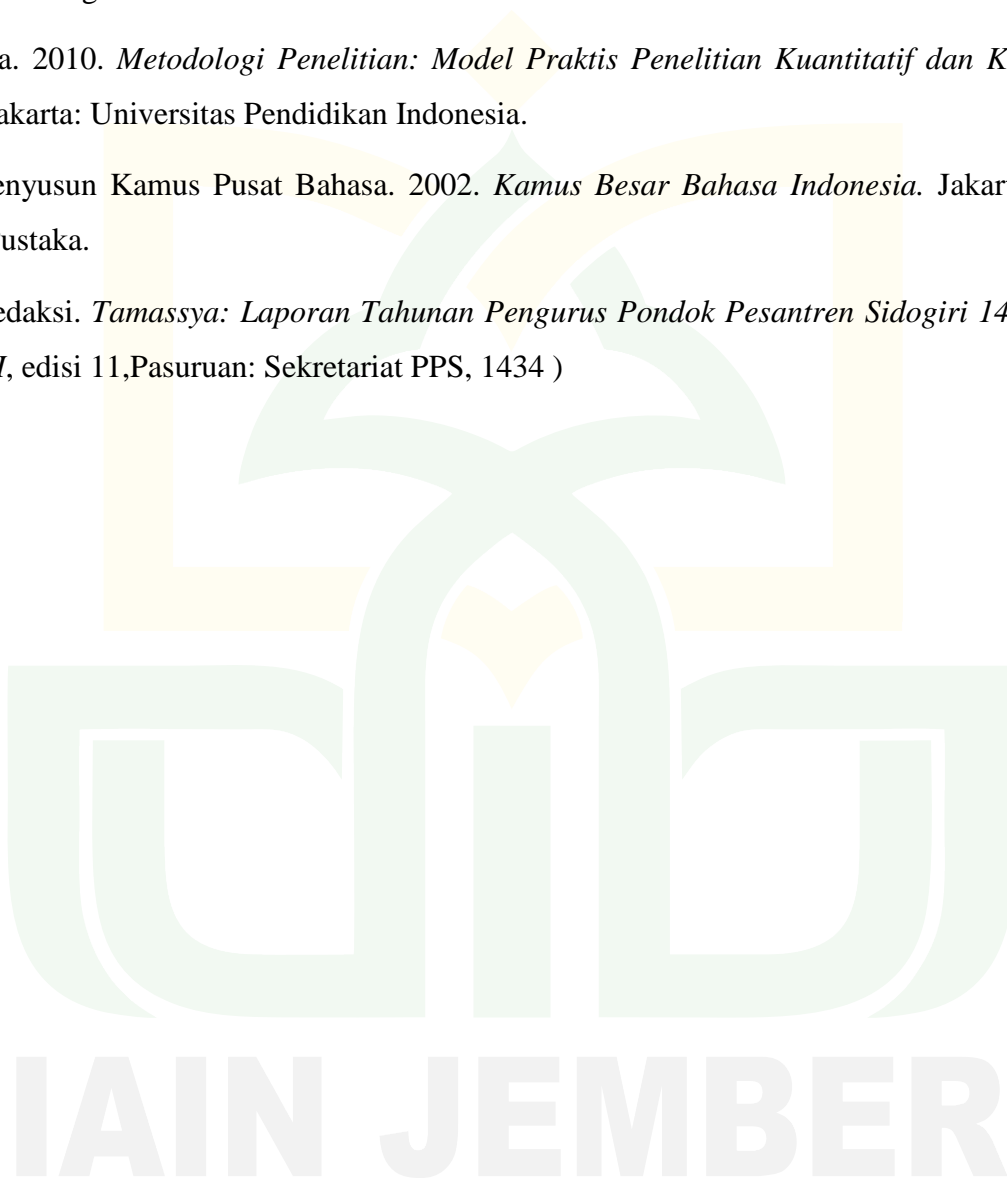 a. 2010. Metodologi Penelitian: Model Praktis Penelitian Kuantitatif dan K
akarta: Universitas Pendidikan Indonesia.
enyusun Kamus Pusat Bahasa. 2002. Kamus Besar Bahasa Indonesia. Jakar
ustaka.
edaksi. Tamassya: Laporan Tahunan Pengurus Pondok Pesantren Sidogiri 14
, edisi 11,Pasuruan: Sekretariat PPS, 1434 )
IAIN JEMBER